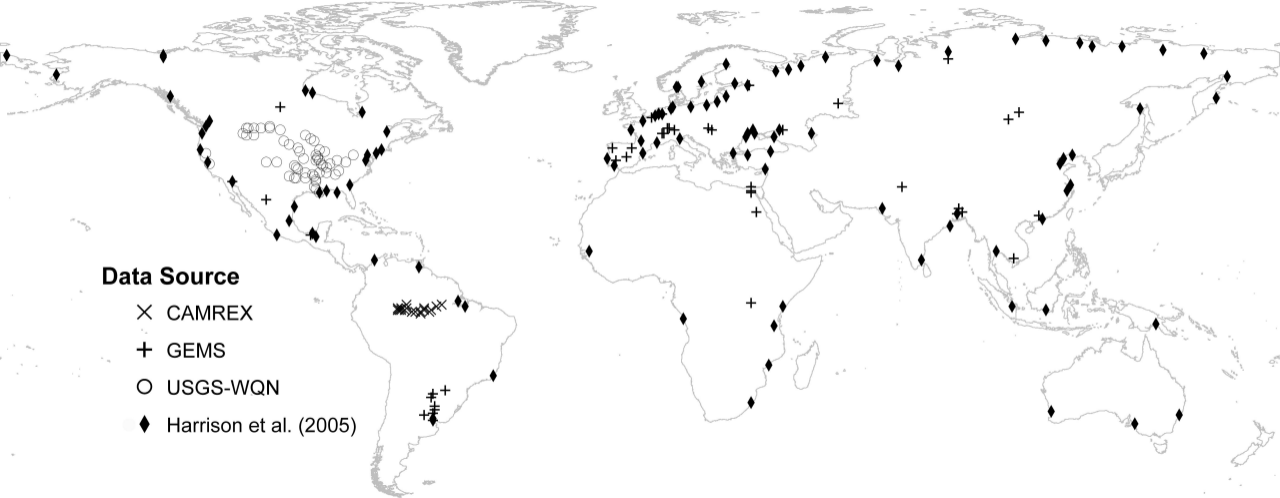 Data Source
CAMREX
GEMS
USGS-WQN
Harrison et al. (2005)